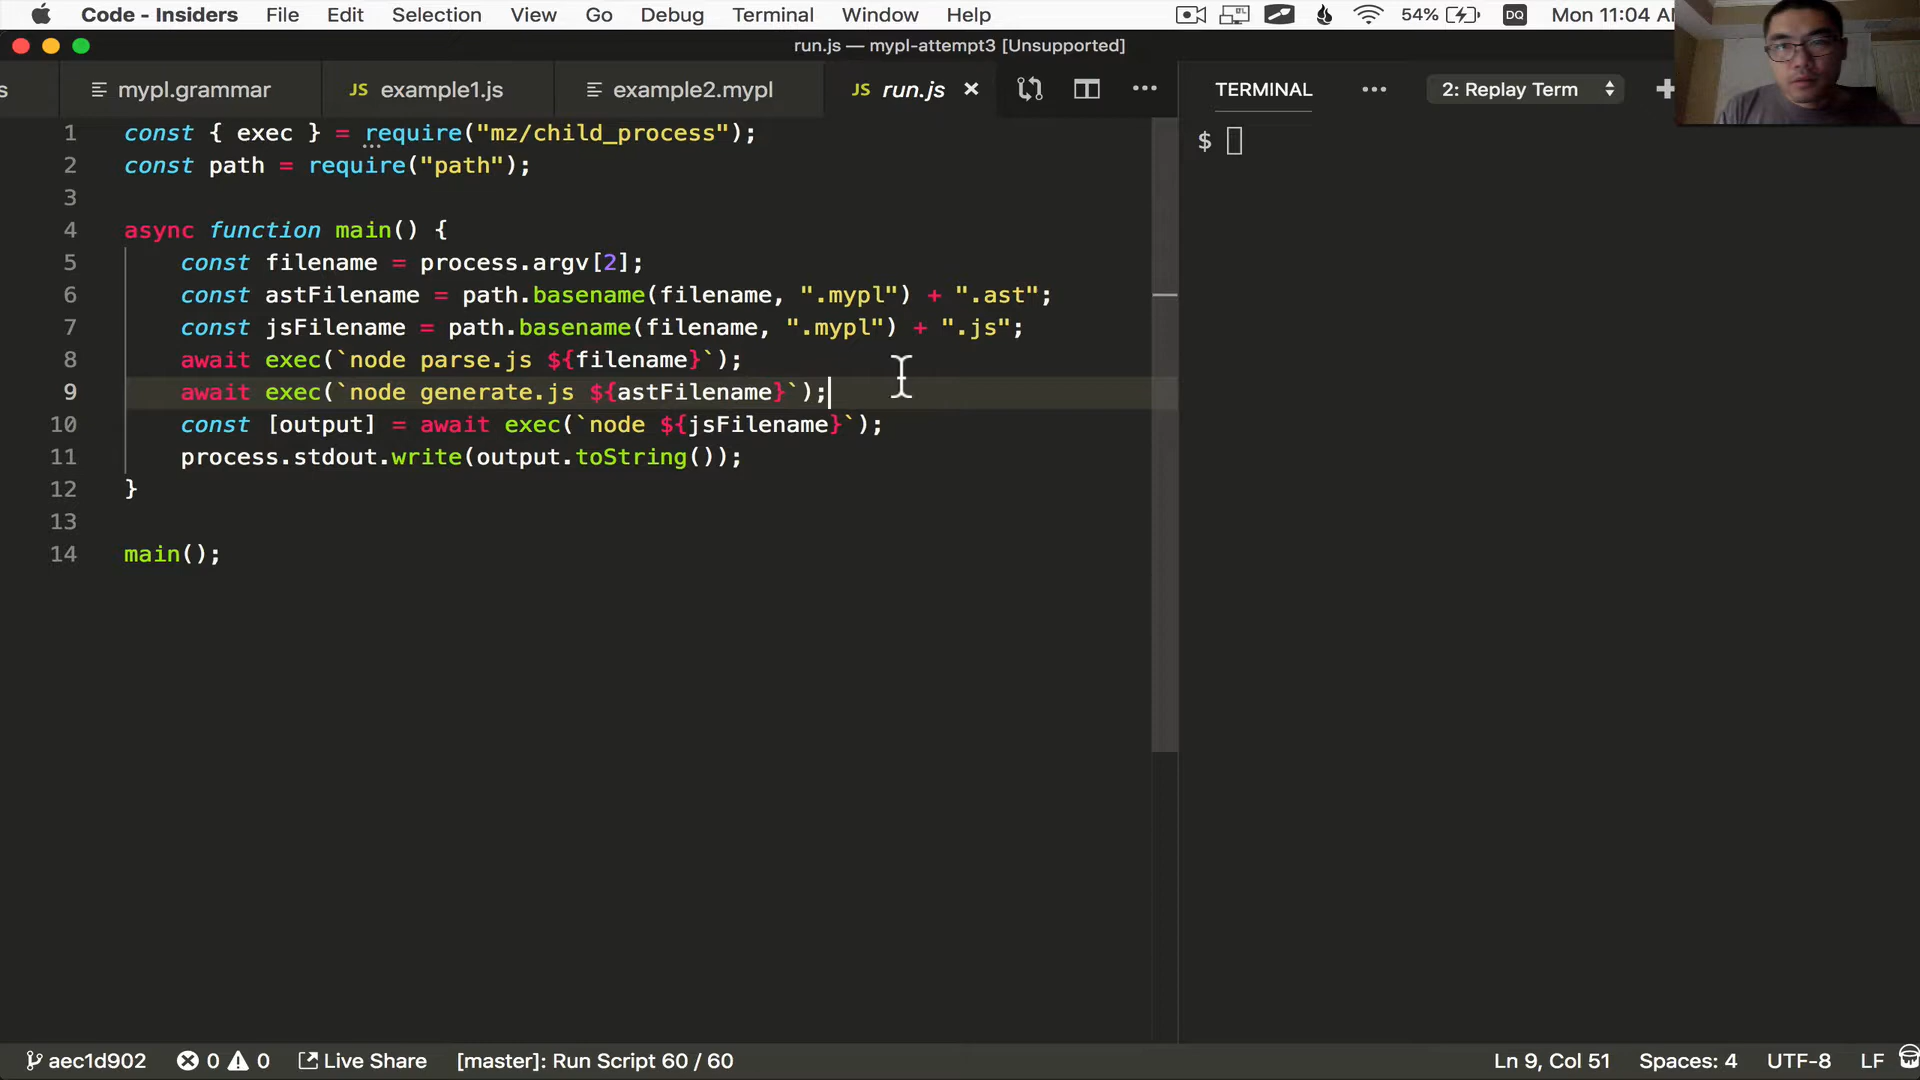 Code - Insiders File Edit Selection View Go Debug Terminal Window Help 54% DQ Mon 11:04 A
run.js — mypl-attempt3 [Unsupported]
s mypl.grammar JS example1.js example2.mypl JS run.js × ... TERMINAL ... 2: Replay Term +
1 const { exec } = require("mz/child_process");
2 const path = require("path");
3
4 async function main() {
5 const filename = process.argv[2];
6 const astFilename = path.basename(filename, ".mypl") + ".ast";
7 const jsFilename = path.basename(filename, ".mypl") + ".js";
8 await exec(`node parse.js ${filename}`);
9 await exec(`node generate.js ${astFilename}`);
10 const [output] = await exec(`node ${jsFilename}`);
11 process.stdout.write(output.toString());
12 }
13
14 main();
$
aec1d902 0 0 Live Share [master]: Run Script 60 / 60 Ln 9, Col 51 Spaces: 4 UTF-8 LF